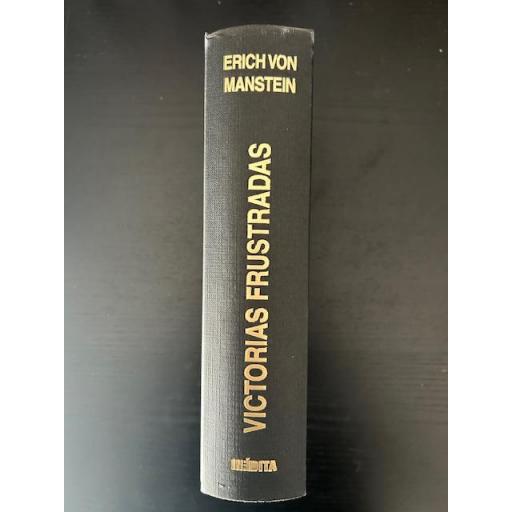 ERICH VON
MANSTEIN
VICTORIAS FRUSTRADAS
INÉDITA